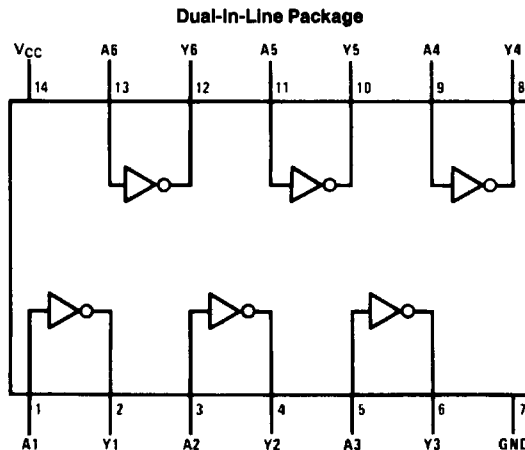 Dual-In-Line Package
VCC A6 Y6 A5 Y5 A4 Y4
14 13 12 11 10 9 8
1 2 3 4 5 6 7
A1 Y1 A2 Y2 A3 Y3 GND